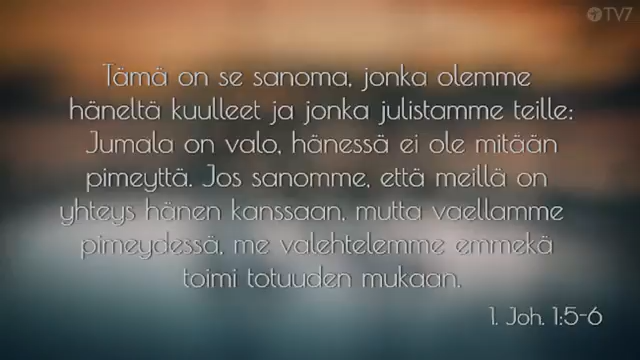 TV7
Tämä on se sanoma, jonka olemme
häneltä kuulleet ja jonka julistamme teille:
Jumala on valo, hänessä ei ole mitään
pimeyttä. Jos sanomme, että meillä on
yhteys hänen kanssaan, mutta vaellamme
pimeydessä, me valehtelemme emmekä
toimi totuuden mukaan.
1. Joh. 1:5-6